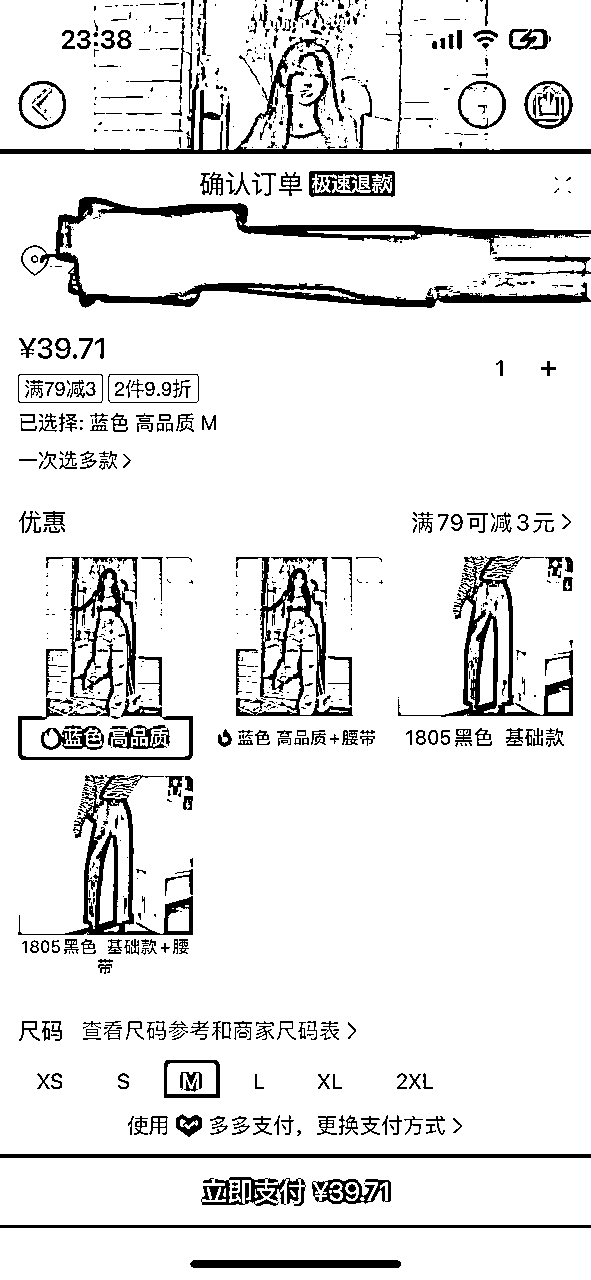 23:38
确认订单 极速退款
¥39.71
1 +
满79减3 2件9.9折
已选择: 蓝色 高品质 M
一次选多款>
优惠 满79可减3元>
蓝色 高品质
蓝色 高品质+腰带
1805黑色 基础款
1805黑色 基础款+腰
带
尺码 查看尺码参考和商家尺码表>
XS S M L XL 2XL
使用 多多支付，更换支付方式>
立即支付 ¥39.71